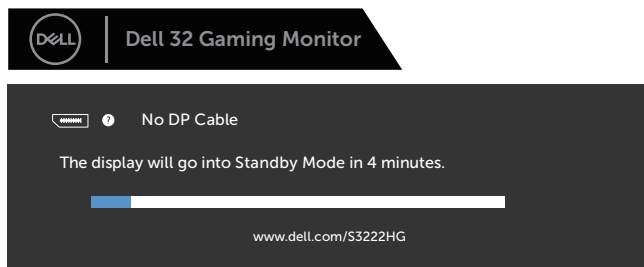 DELL
Dell 32 Gaming Monitor
? No DP Cable
The display will go into Standby Mode in 4 minutes.
www.dell.com/S3222HG